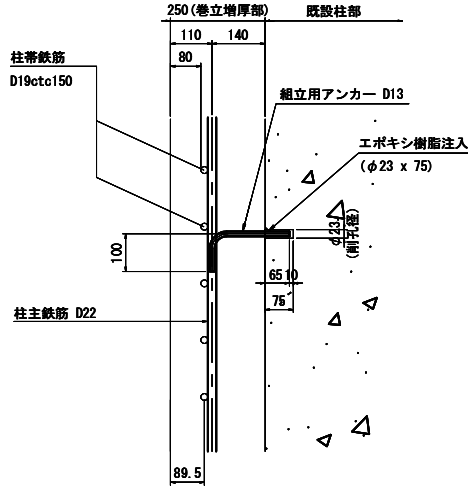 250(巻立増厚部)
既設柱部
110
140
80
柱帯鉄筋
D19ctc150
組立用アンカー D13
エポキシ樹脂注入
(φ23 x 75)
φ23
(削孔径)
100
65
10
75
柱主鉄筋 D22
89.5